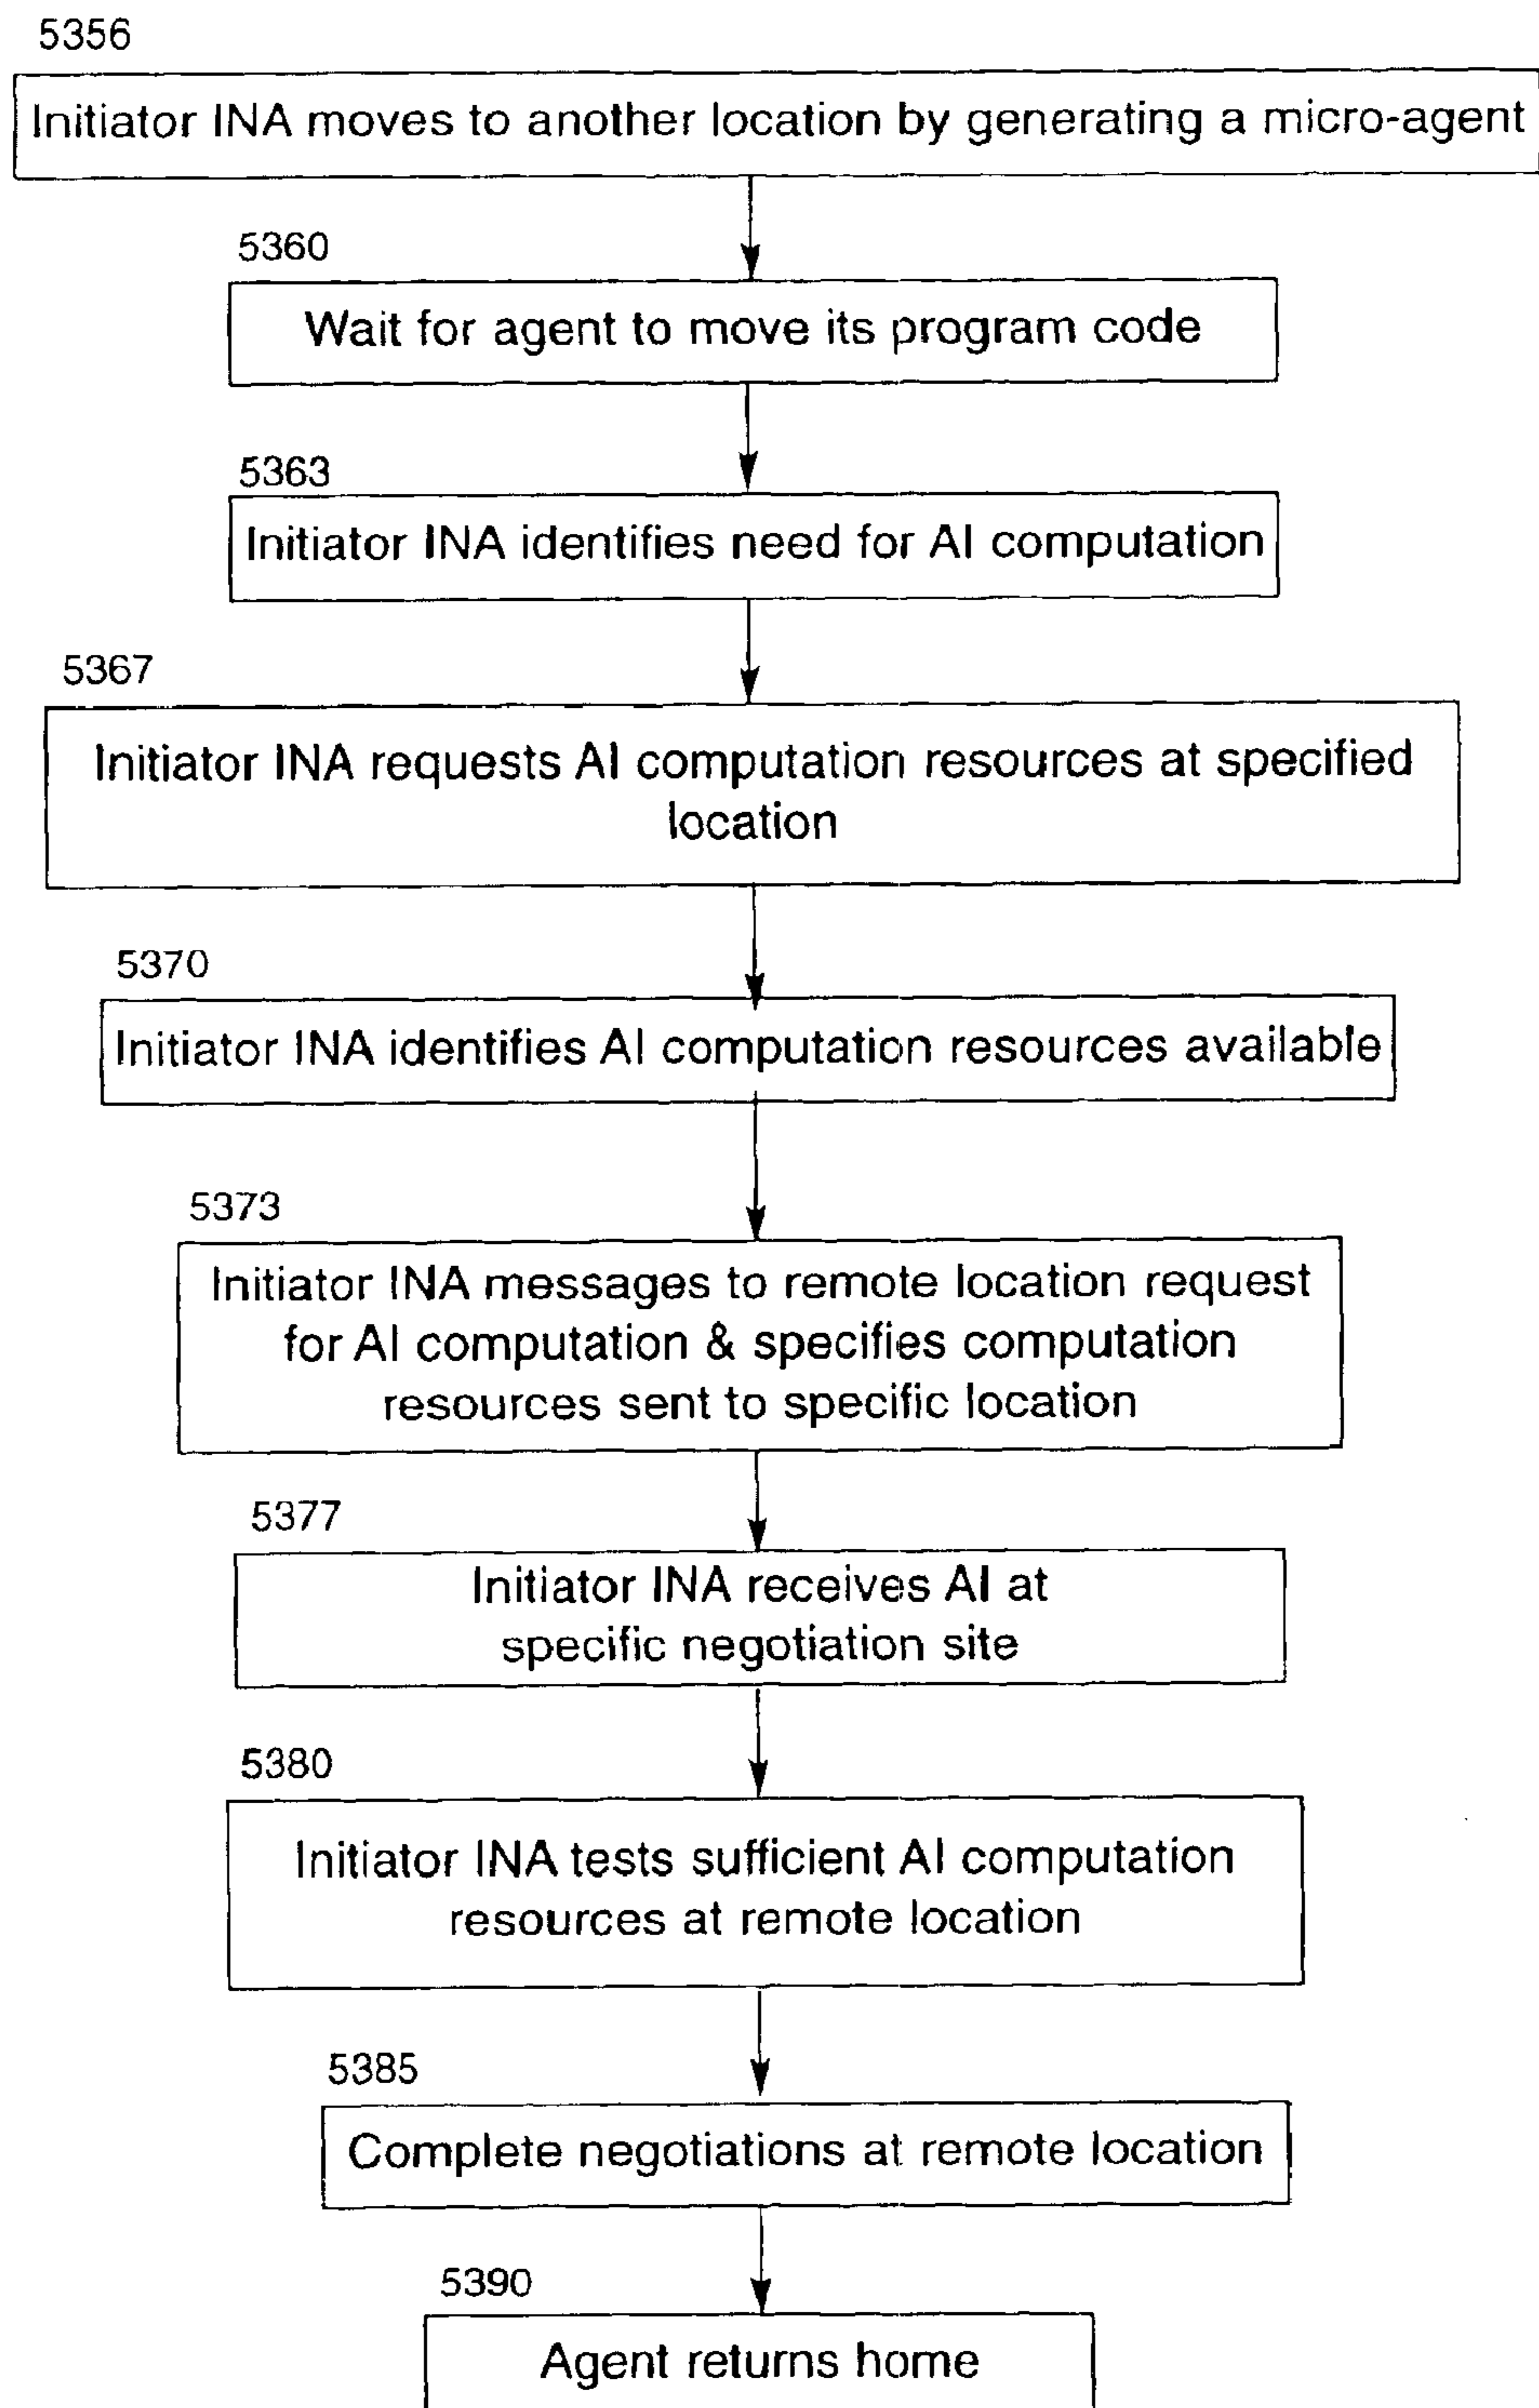 5356
Initiator INA moves to another location by generating a micro-agent
5360
Wait for agent to move its program code
5363
Initiator INA identifies need for AI computation
5367
Initiator INA requests AI computation resources at specified
location
5370
Initiator INA identifies AI computation resources available
5373
Initiator INA messages to remote location request
for AI computation & specifies computation
resources sent to specific location
5377
Initiator INA receives AI at
specific negotiation site
5380
Initiator INA tests sufficient AI computation
resources at remote location
5385
Complete negotiations at remote location
5390
Agent returns home